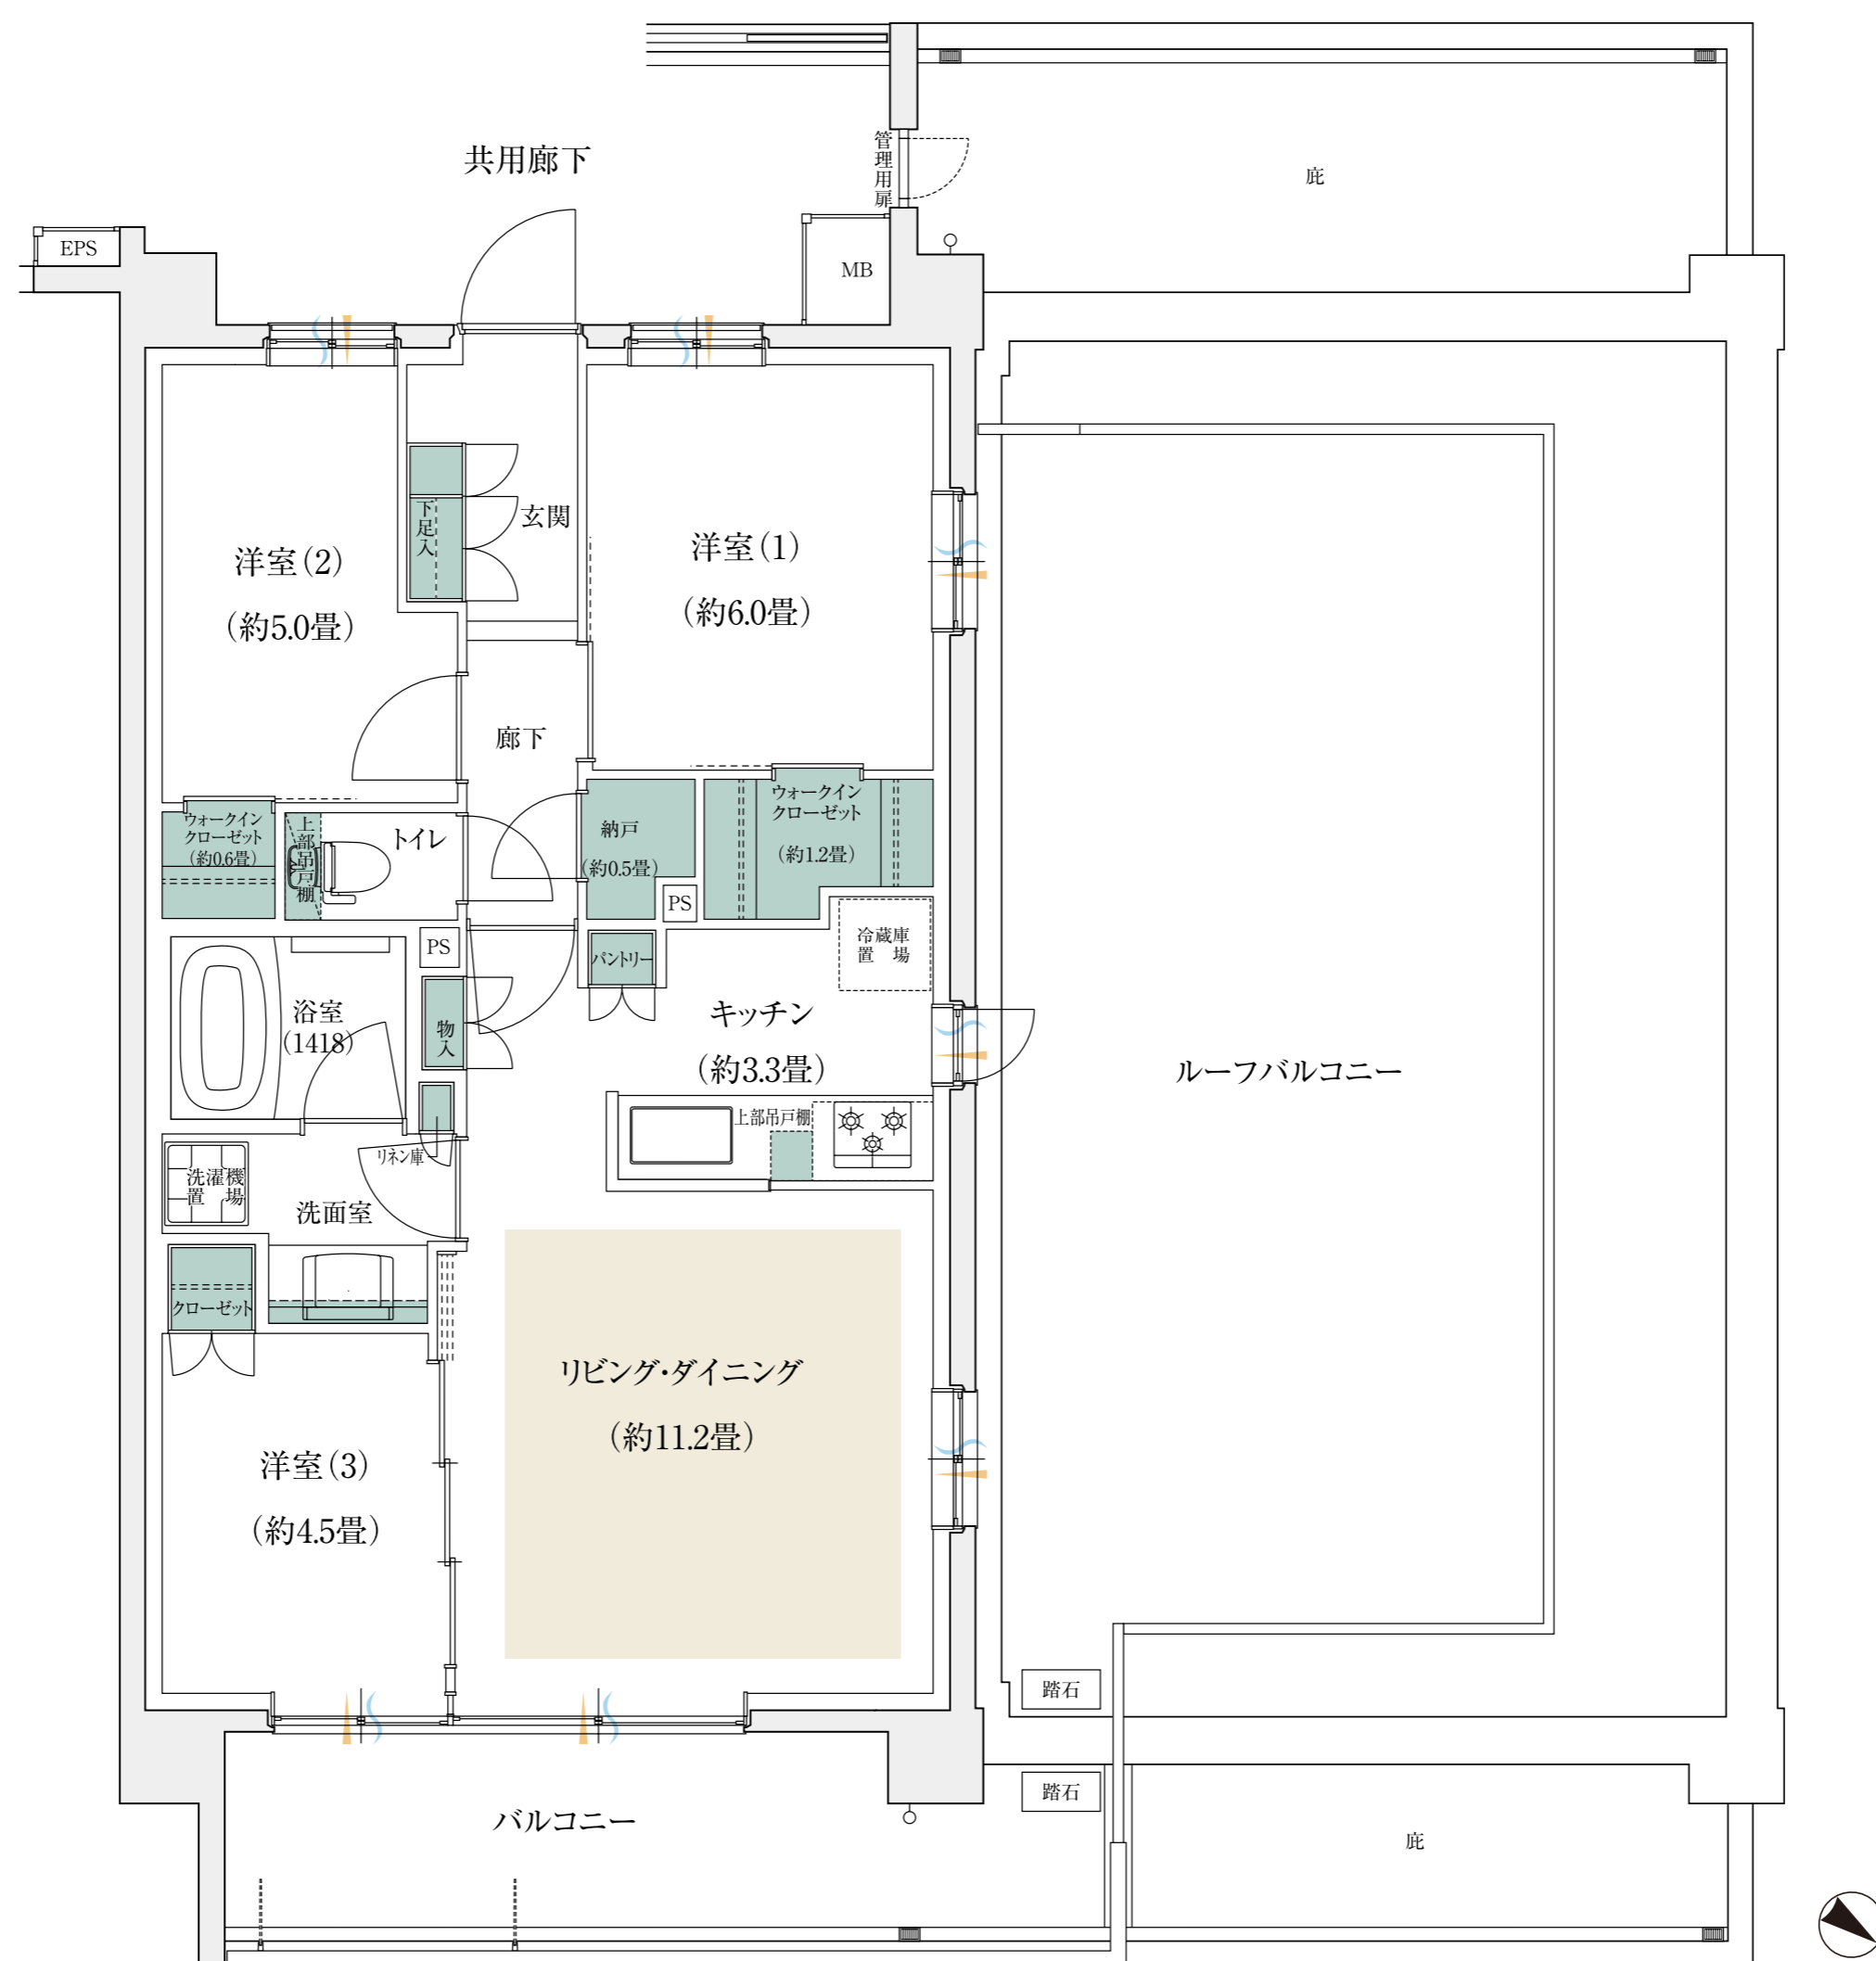 共用廊下
管理用扉
庇
EPS
MB
下足入
玄関
洋室(2)
(約5.0畳)
洋室(1)
(約6.0畳)
廊下
ウォークイン
クローゼット
(約0.6畳)
上部吊戸棚
トイレ
納戸
(約0.5畳)
ウォークイン
クローゼット
(約1.2畳)
PS
PS
パントリー
冷蔵庫
置場
浴室
(1418)
物入
キッチン
(約3.3畳)
ルーフバルコニー
上部吊戸棚
リネン庫
洗濯機
置場
洗面室
クローゼット
リビング・ダイニング
(約11.2畳)
洋室(3)
(約4.5畳)
踏石
踏石
バルコニー
庇